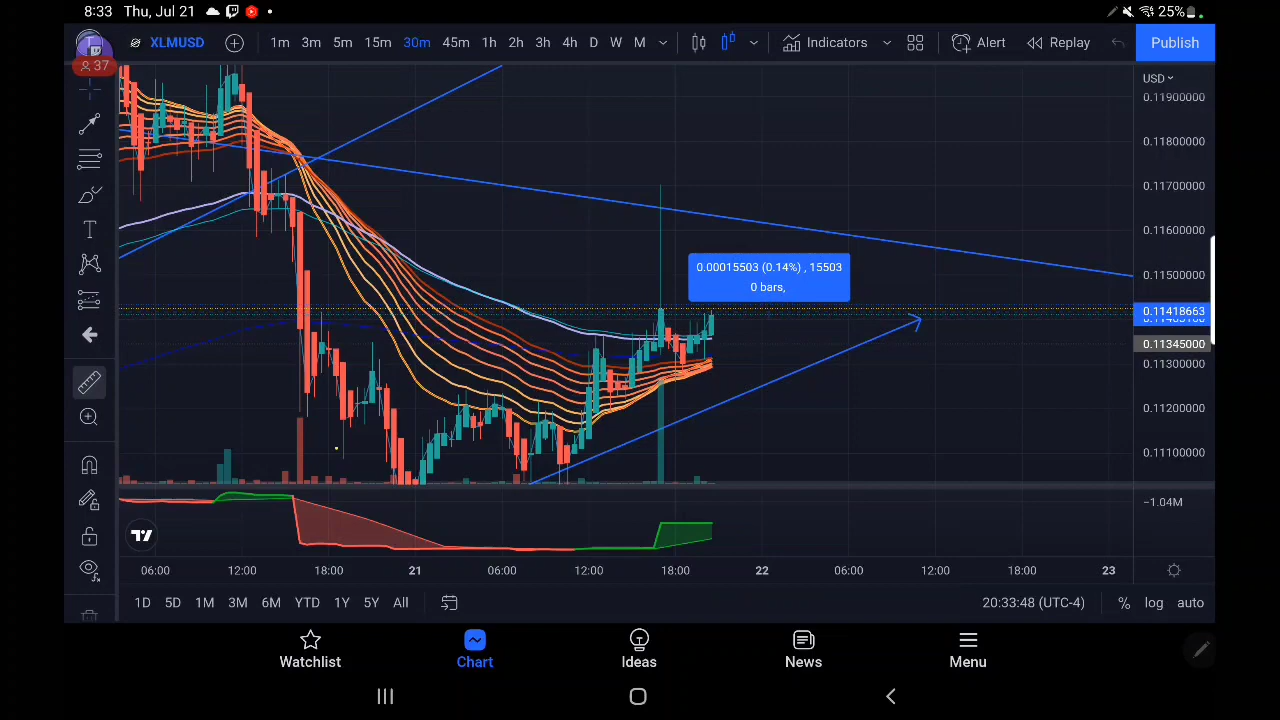 8:33 Thu, Jul 21
25%
37
XLMUSD
1m 3m 5m 15m 30m 45m 1h 2h 3h 4h D W M
Indicators
Alert
Replay
Publish
USD
0.11900000
0.11800000
0.11700000
0.11600000
0.11500000
0.11418663
0.11345000
0.11300000
0.11200000
0.11100000
0.00015503 (0.14%) , 15503
0 bars,
−1.04M
06:00 12:00 18:00 21 06:00 12:00 18:00 22 06:00 12:00 18:00 23
1D 5D 1M 3M 6M YTD 1Y 5Y All
20:33:48 (UTC-4)
% log auto
Watchlist
Chart
Ideas
News
Menu